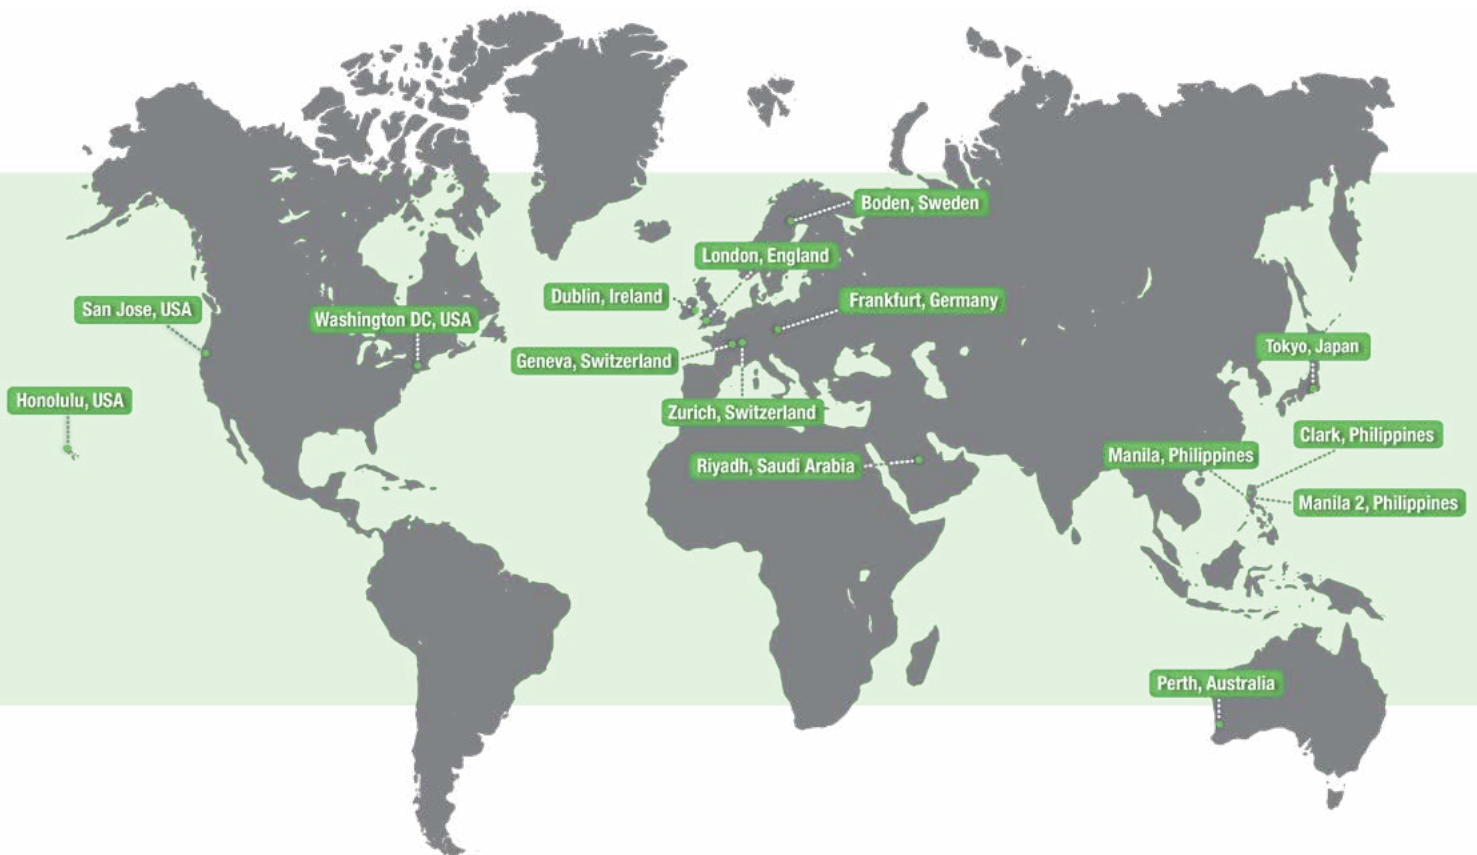 Boden, Sweden
London, England
Dublin, Ireland
Frankfurt, Germany
San Jose, USA
Washington DC, USA
Geneva, Switzerland
Tokyo, Japan
Honolulu, USA
Zurich, Switzerland
Clark, Philippines
Manila, Philippines
Riyadh, Saudi Arabia
Manila 2, Philippines
Perth, Australia